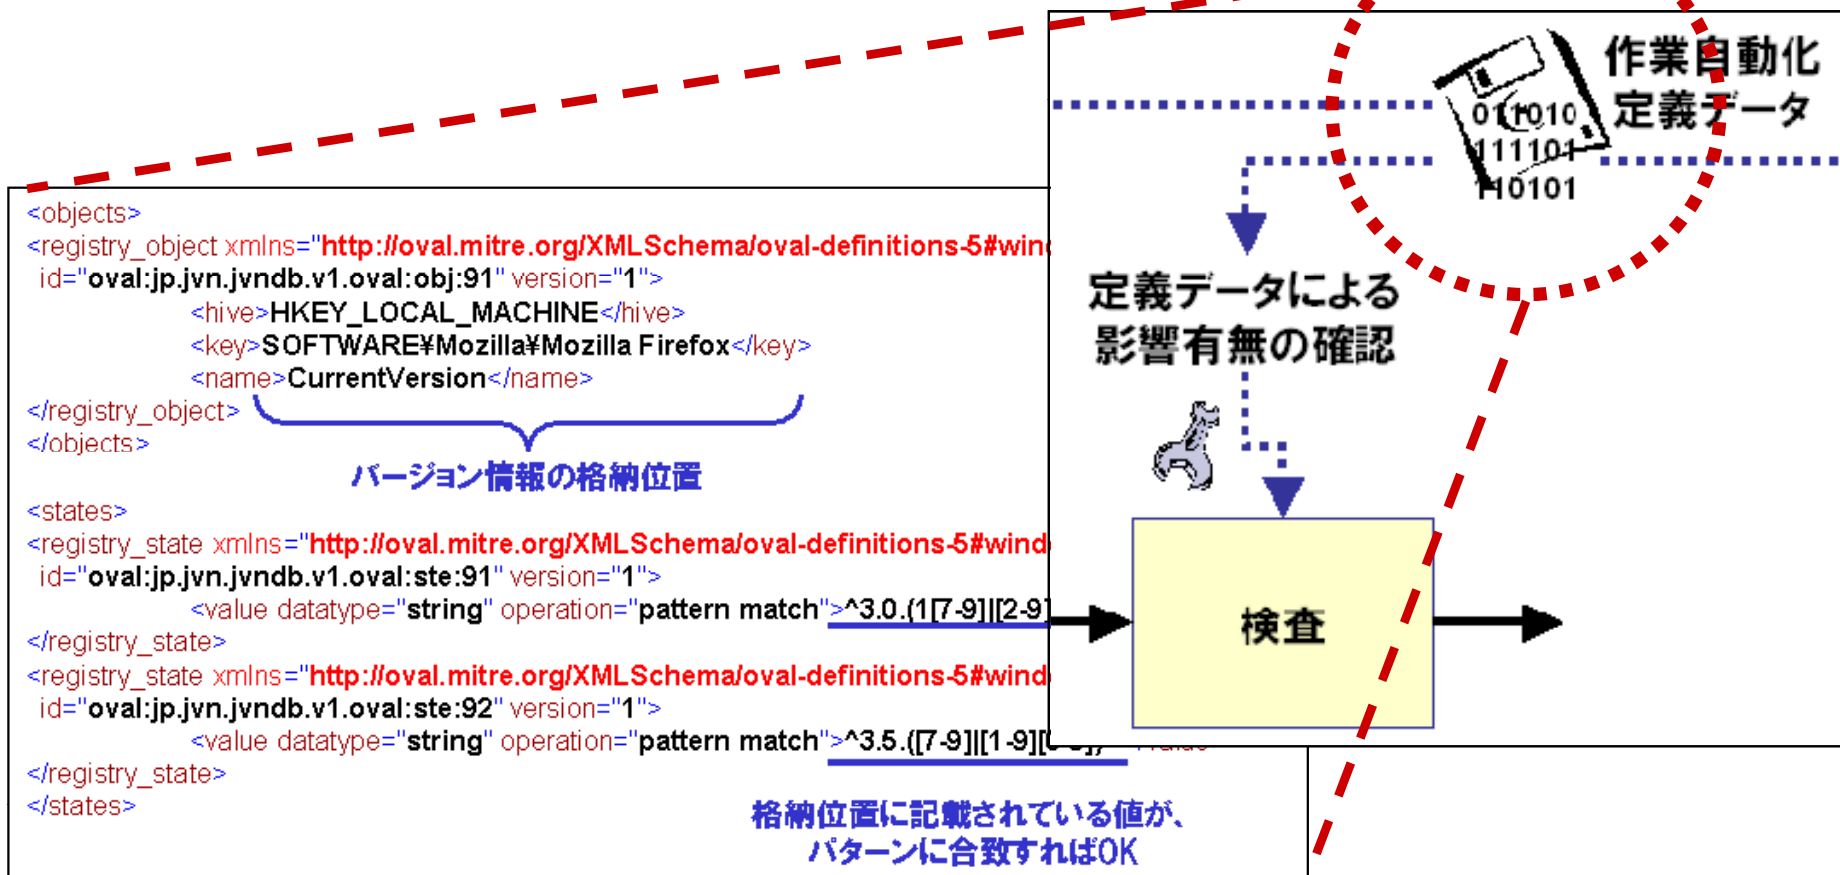 作業自動化
定義データ
011010
111101
110101
定義データによる
影響有無の確認
検査
<objects>
<registry_object xmlns="http://oval.mitre.org/XMLSchema/oval-definitions-5#wind
id="oval:jp.jvn.jvndb.v1.oval:obj:91" version="1">
<hive>HKEY_LOCAL_MACHINE</hive>
<key>SOFTWARE¥Mozilla¥Mozilla Firefox</key>
<name>CurrentVersion</name>
</registry_object>
</objects>
バージョン情報の格納位置
<states>
<registry_state xmlns="http://oval.mitre.org/XMLSchema/oval-definitions-5#wind
id="oval:jp.jvn.jvndb.v1.oval:ste:91" version="1">
<value datatype="string" operation="pattern match">^3.0.(1[7-9]|[2-9]
</registry_state>
<registry_state xmlns="http://oval.mitre.org/XMLSchema/oval-definitions-5#wind
id="oval:jp.jvn.jvndb.v1.oval:ste:92" version="1">
<value datatype="string" operation="pattern match">^3.5.([7-9]|[1-9][
</registry_state>
</states>
格納位置に記載されている値が、
パターンに合致すればOK